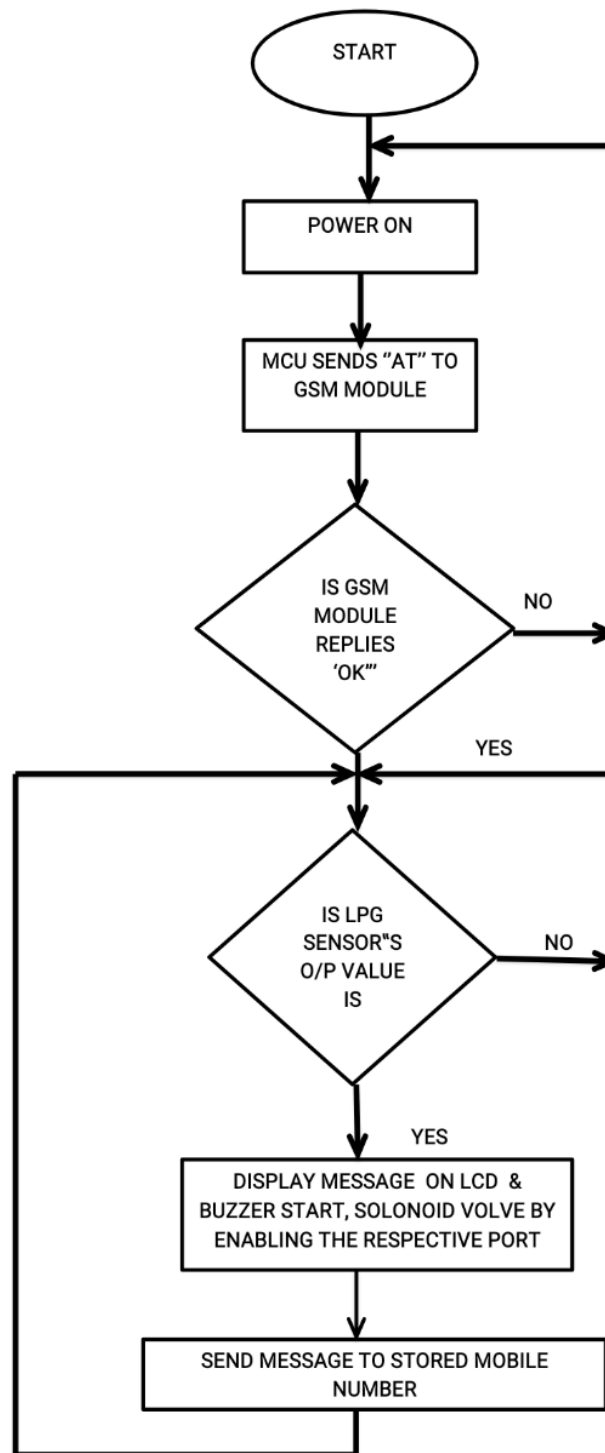 START
POWER ON
MCU SENDS “AT” TO
GSM MODULE
IS GSM
MODULE
REPLIES
‘OK”’
NO
YES
IS LPG
SENSOR‟S
O/P VALUE
IS
NO
YES
DISPLAY MESSAGE ON LCD &
BUZZER START, SOLONOID VOLVE BY
ENABLING THE RESPECTIVE PORT
SEND MESSAGE TO STORED MOBILE
NUMBER